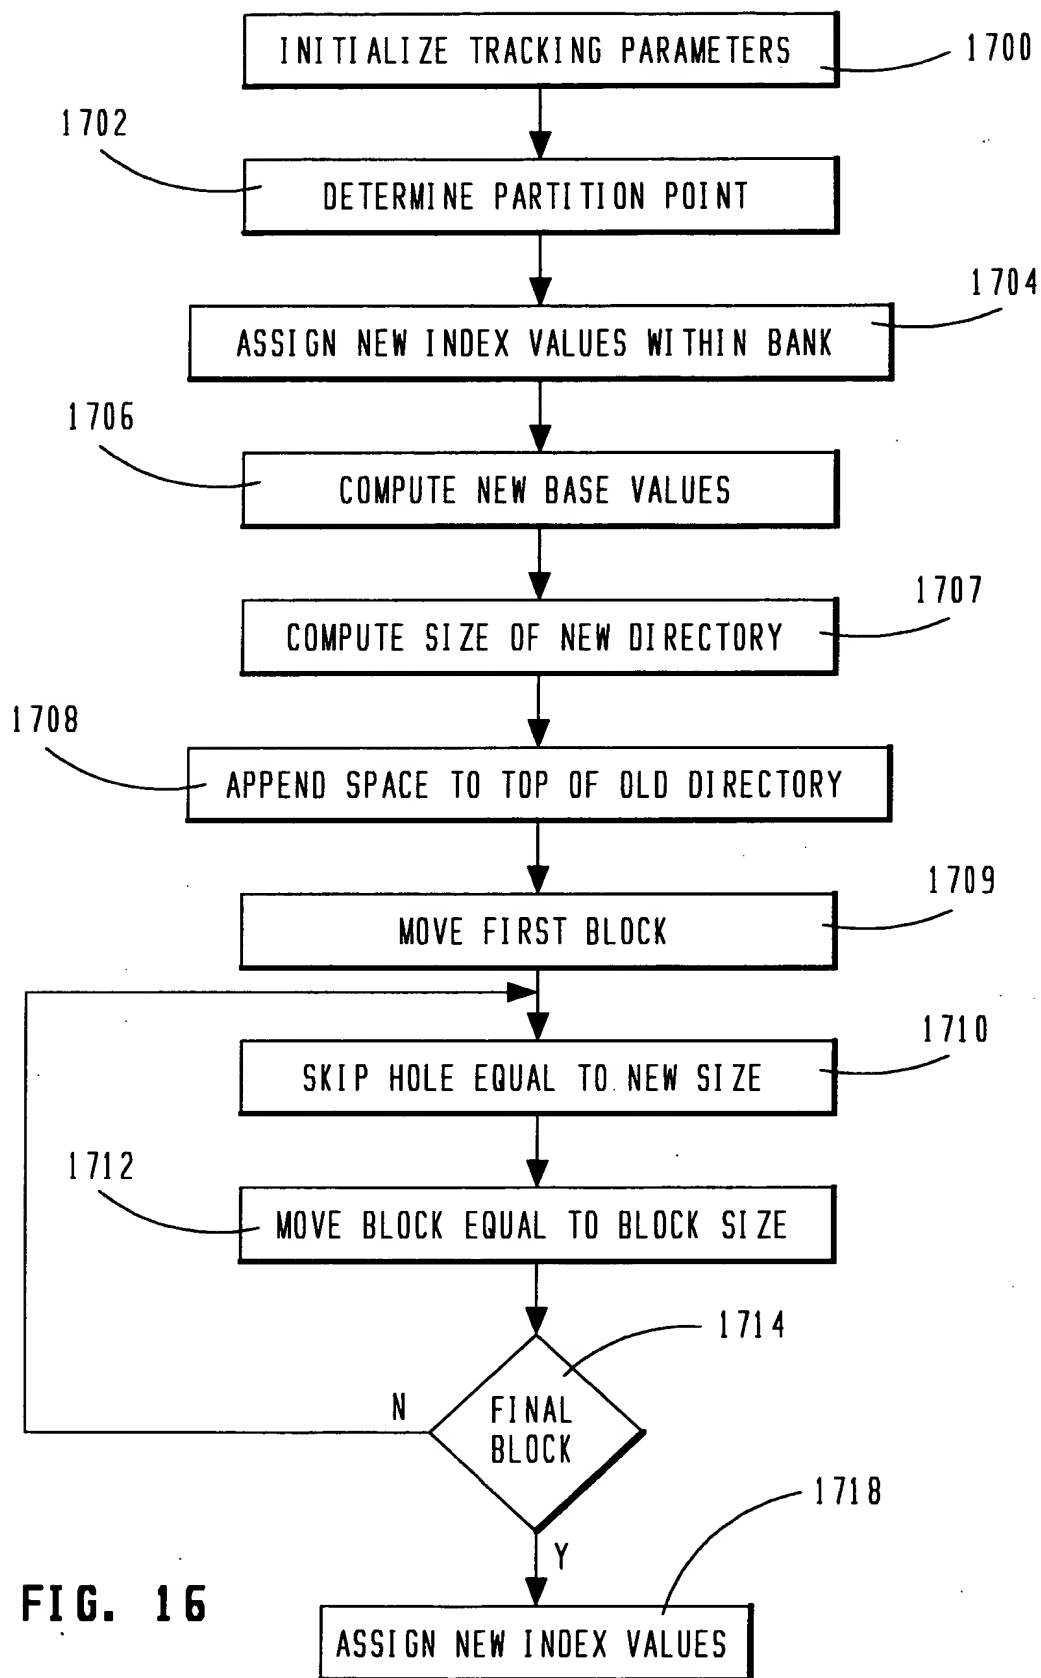 INITIALIZE TRACKING PARAMETERS
1700
1702
DETERMINE PARTITION POINT
1704
ASSIGN NEW INDEX VALUES WITHIN BANK
1706
COMPUTE NEW BASE VALUES
1707
COMPUTE SIZE OF NEW DIRECTORY
1708
APPEND SPACE TO TOP OF OLD DIRECTORY
1709
MOVE FIRST BLOCK
1710
SKIP HOLE EQUAL TO NEW SIZE
1712
MOVE BLOCK EQUAL TO BLOCK SIZE
1714
N
FINAL
BLOCK
1718
Y
FIG. 16
ASSIGN NEW INDEX VALUES